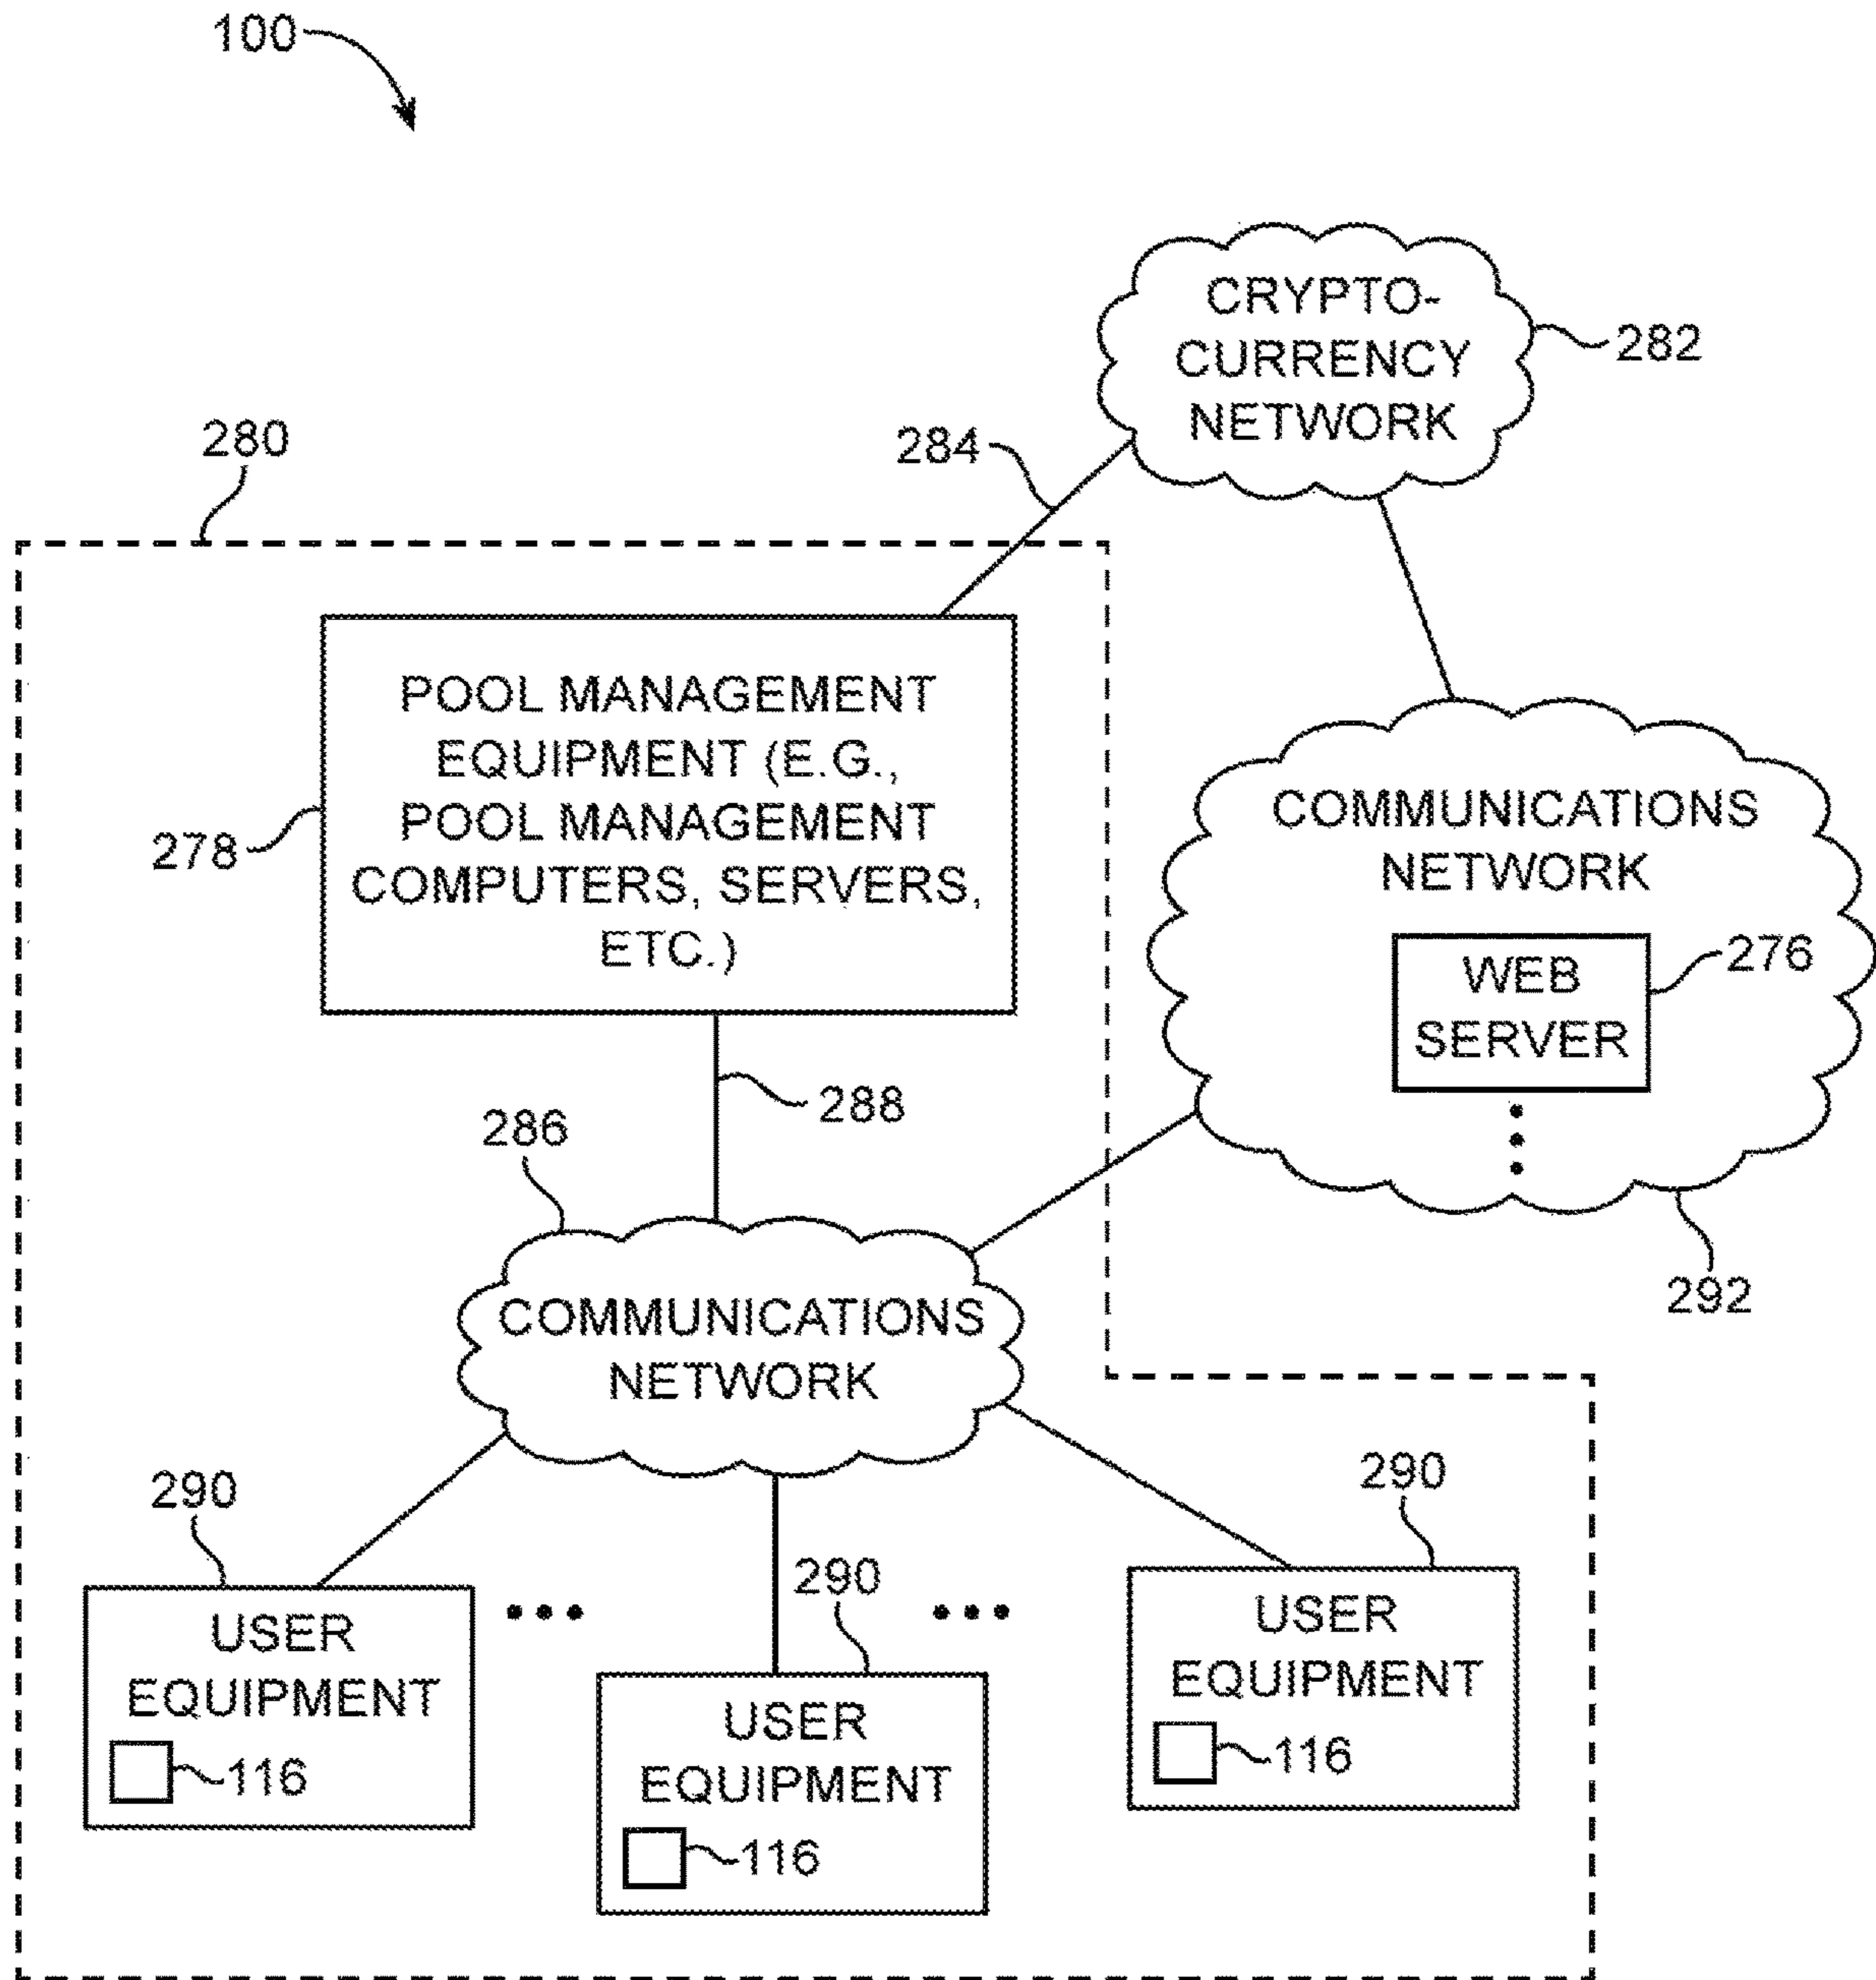 100
CRYPTO-
CURRENCY
NETWORK
282
284
280
POOL MANAGEMENT
EQUIPMENT (E.G.,
POOL MANAGEMENT
COMPUTERS, SERVERS,
ETC.)
278
COMMUNICATIONS
NETWORK
WEB
SERVER
276
292
288
286
COMMUNICATIONS
NETWORK
290
USER
EQUIPMENT
116
290
USER
EQUIPMENT
116
290
USER
EQUIPMENT
116